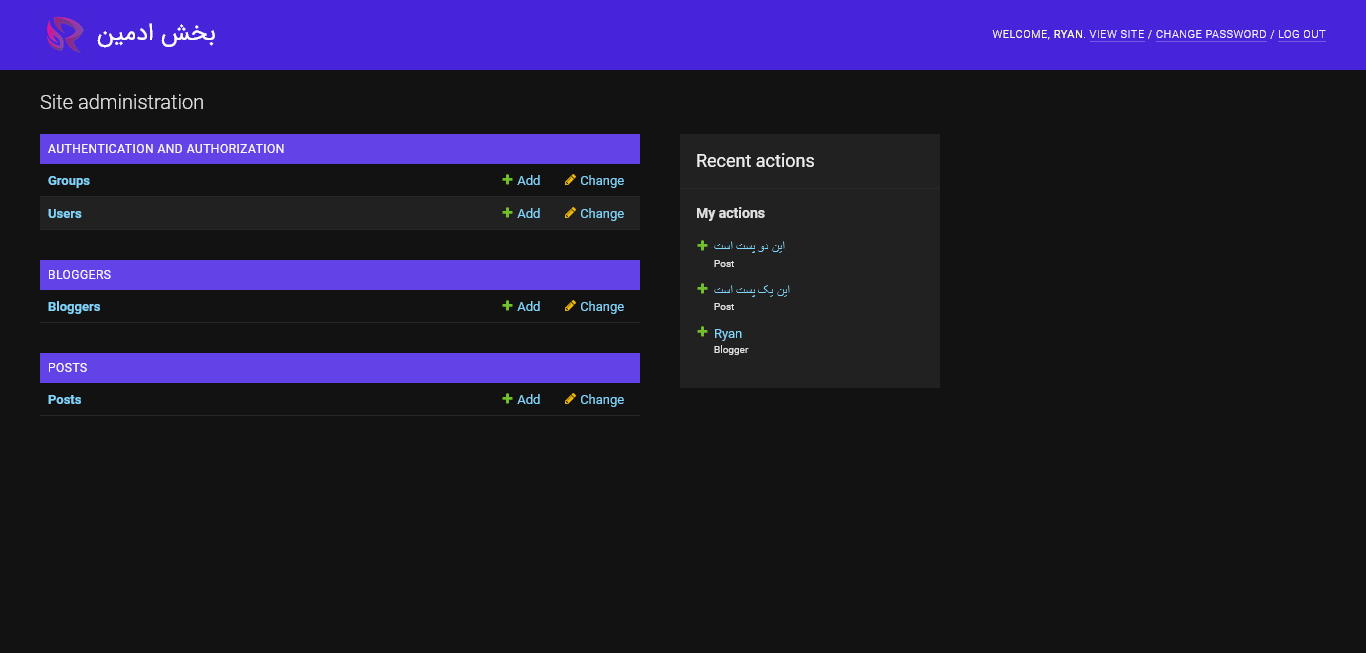 بخش ادمین
WELCOME, RYAN. VIEW SITE / CHANGE PASSWORD / LOG OUT
Site administration
AUTHENTICATION AND AUTHORIZATION
Groups Add Change
Users Add Change
BLOGGERS
Bloggers Add Change
POSTS
Posts Add Change
Recent actions
My actions
این دو پست است
Post
این یک پست است
Post
Ryan
Blogger